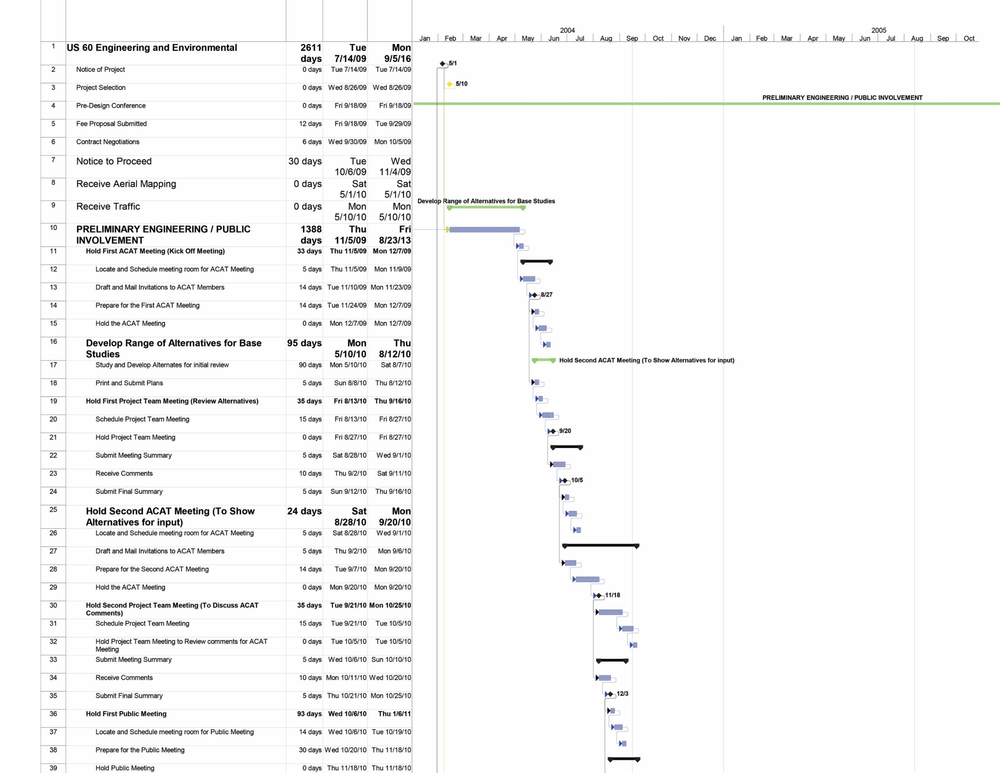 2004
2005
Jan Feb Mar Apr May Jun Jul Aug Sep Oct Nov Dec Jan Feb Mar Apr May Jun Jul Aug Sep Oct
1 US 60 Engineering and Environmental 2611 Tue Mon
days 7/14/09 9/5/16
5/1
2 Notice of Project 0 days Tue 7/14/09 Tue 7/14/09
5/10
3 Project Selection 0 days Wed 8/26/09 Wed 8/26/09
PRELIMINARY ENGINEERING / PUBLIC INVOLVEMENT
4 Pre-Design Conference 0 days Fri 9/18/09 Fri 9/18/09
5 Fee Proposal Submitted 12 days Fri 9/18/09 Tue 9/29/09
6 Contract Negotiations 6 days Wed 9/30/09 Mon 10/5/09
7 Notice to Proceed 30 days Tue Wed
10/6/09 11/4/09
8 Receive Aerial Mapping 0 days Sat Sat
5/1/10 5/1/10
Develop Range of Alternatives for Base Studies
9 Receive Traffic 0 days Mon Mon
5/10/10 5/10/10
10 PRELIMINARY ENGINEERING / PUBLIC 1388 Thu Fri
INVOLVEMENT days 11/5/09 8/23/13
11 Hold First ACAT Meeting (Kick Off Meeting) 33 days Thu 11/5/09 Mon 12/7/09
12 Locate and Schedule meeting room for ACAT Meeting 5 days Thu 11/5/09 Mon 11/9/09
13 Draft and Mail Invitations to ACAT Members 14 days Tue 11/10/09 Mon 11/23/09
8/27
14 Prepare for the First ACAT Meeting 14 days Tue 11/24/09 Mon 12/7/09
15 Hold the ACAT Meeting 0 days Mon 12/7/09 Mon 12/7/09
16 Develop Range of Alternatives for Base 95 days Mon Thu
Studies 5/10/10 8/12/10
Hold Second ACAT Meeting (To Show Alternatives for input)
17 Study and Develop Alternates for initial review 90 days Mon 5/10/10 Sat 8/7/10
18 Print and Submit Plans 5 days Sun 8/8/10 Thu 8/12/10
19 Hold First Project Team Meeting (Review Alternatives) 35 days Fri 8/13/10 Thu 9/16/10
20 Schedule Project Team Meeting 15 days Fri 8/13/10 Fri 8/27/10
9/20
21 Hold Project Team Meeting 0 days Fri 8/27/10 Fri 8/27/10
22 Submit Meeting Summary 5 days Sat 8/28/10 Wed 9/1/10
23 Receive Comments 10 days Thu 9/2/10 Sat 9/11/10
10/5
24 Submit Final Summary 5 days Sun 9/12/10 Thu 9/16/10
25 Hold Second ACAT Meeting (To Show 24 days Sat Mon
Alternatives for input) 8/28/10 9/20/10
26 Locate and Schedule meeting room for ACAT Meeting 5 days Sat 8/28/10 Wed 9/1/10
27 Draft and Mail Invitations to ACAT Members 5 days Thu 9/2/10 Mon 9/6/10
28 Prepare for the Second ACAT Meeting 14 days Tue 9/7/10 Mon 9/20/10
29 Hold the ACAT Meeting 0 days Mon 9/20/10 Mon 9/20/10
11/18
30 Hold Second Project Team Meeting (To Discuss ACAT 35 days Tue 9/21/10 Mon 10/25/10
Comments)
31 Schedule Project Team Meeting 15 days Tue 9/21/10 Tue 10/5/10
32 Hold Project Team Meeting to Review comments for ACAT 0 days Tue 10/5/10 Tue 10/5/10
Meeting
33 Submit Meeting Summary 5 days Wed 10/6/10 Sun 10/10/10
34 Receive Comments 10 days Mon 10/11/10 Wed 10/20/10
12/3
35 Submit Final Summary 5 days Thu 10/21/10 Mon 10/25/10
36 Hold First Public Meeting 93 days Wed 10/6/10 Thu 1/6/11
37 Locate and Schedule meeting room for Public Meeting 14 days Wed 10/6/10 Tue 10/19/10
38 Prepare for the Public Meeting 30 days Wed 10/20/10 Thu 11/18/10
39 Hold Public Meeting 0 days Thu 11/18/10 Thu 11/18/10